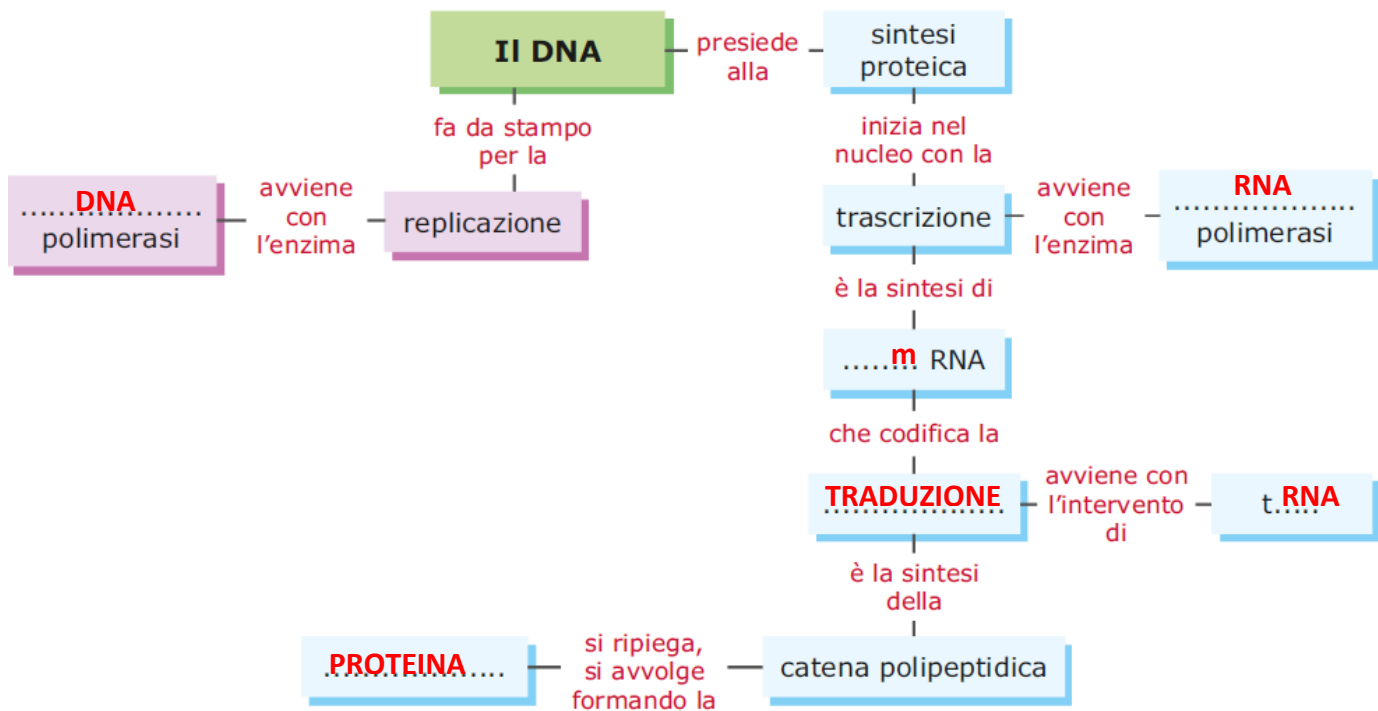 Il DNA
presiede
alla
sintesi
proteica
fa da stampo
per la
inizia nel
nucleo con la
DNA
...................
polimerasi
avviene
con
l'enzima
replicazione
trascrizione
avviene
con
l'enzima
RNA
...................
polimerasi
è la sintesi di
........ m RNA
che codifica la
TRADUZIONE
...................
avviene con
l'intervento
di
t..... RNA
è la sintesi
della
PROTEINA
...................
si ripiega,
si avvolge
formando la
catena polipeptidica